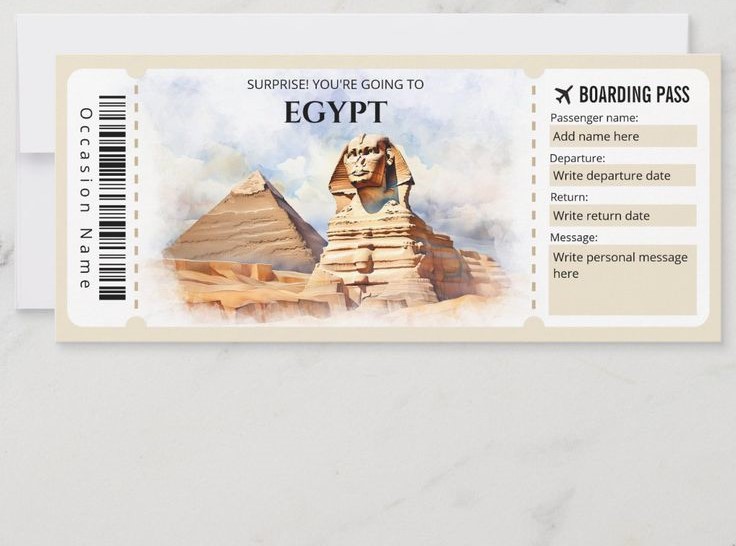 Occasion Name
SURPRISE! YOU'RE GOING TO
EGYPT
BOARDING PASS
Passenger name:
Add name here
Departure:
Write departure date
Return:
Write return date
Message:
Write personal message
here